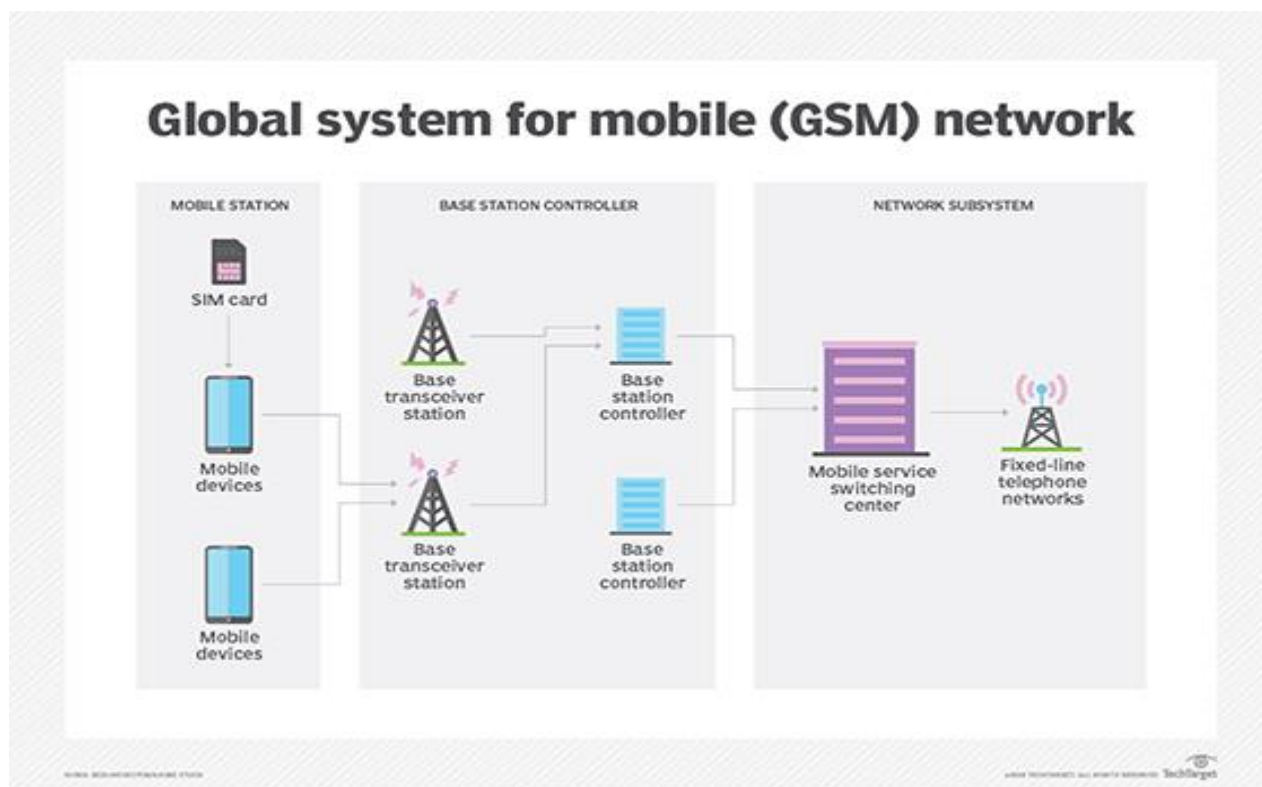 Global system for mobile (GSM) network
MOBILE STATION
SIM card
Mobile
devices
Mobile
devices
BASE STATION CONTROLLER
Base
transceiver
station
Base
transceiver
station
Base
station
controller
Base
station
controller
NETWORK SUBSYSTEM
Mobile service
switching
center
Fixed-line
telephone
networks
TechTarget